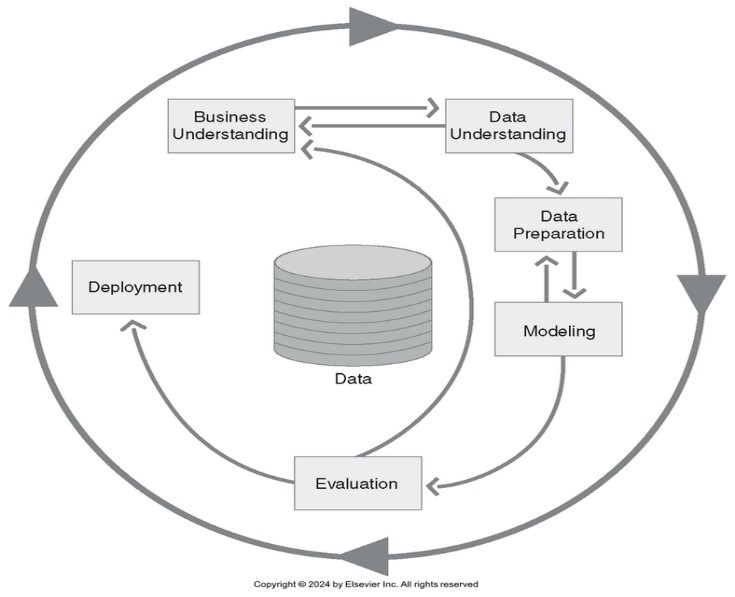 Business
Understanding
Data
Understanding
Data
Preparation
Deployment
Modeling
Data
Evaluation
Copyright © 2024 by Elsevier Inc. All rights reserved